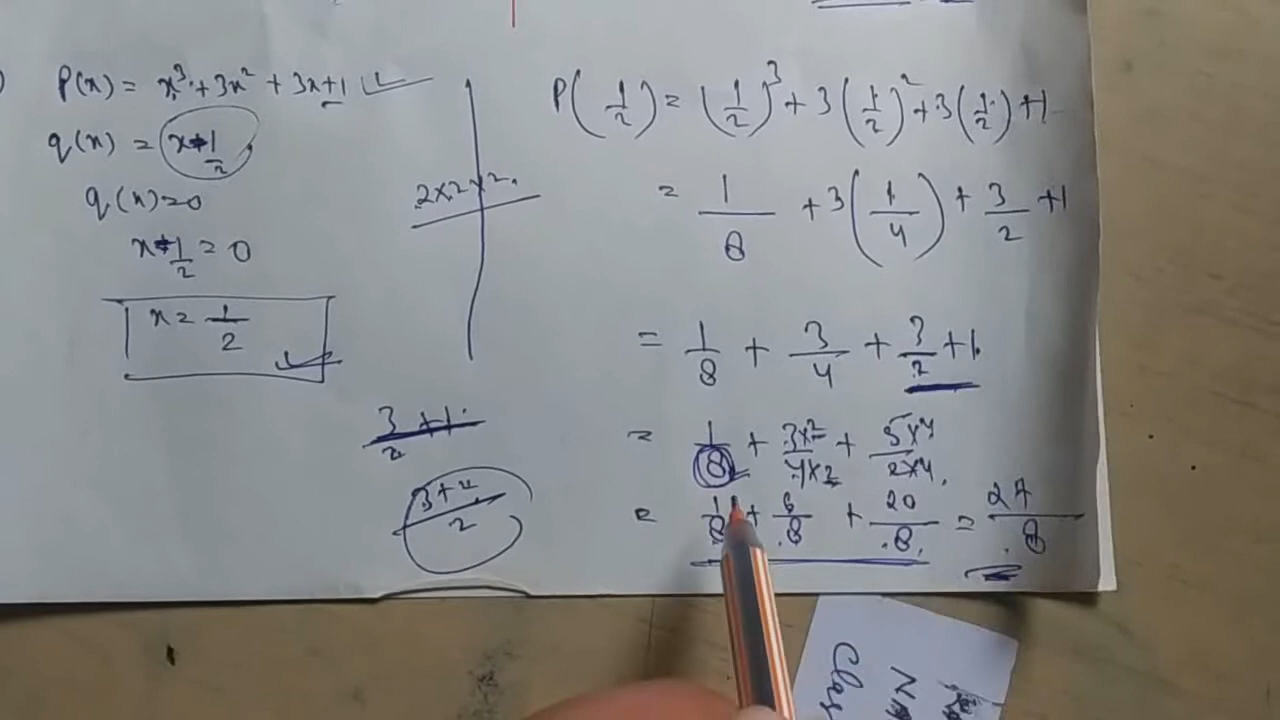 P(x) = x³ + 3x² + 3x+1
q(x) = x-1/2
q(x)=0
x-1/2 = 0
x = 1/2
2×2×2
3/2 +1
3+2/2
P(1/2) = (1/2)³ + 3(1/2)² + 3(1/2) +1
= 1/8 + 3(1/4) + 3/2 +1
= 1/8 + 3/4 + 3/2 +1
= 1/8 + 3×2/4×2 + 5×4/2×4
= 1/8 + 6/8 + 20/8 = 27/8
Clas